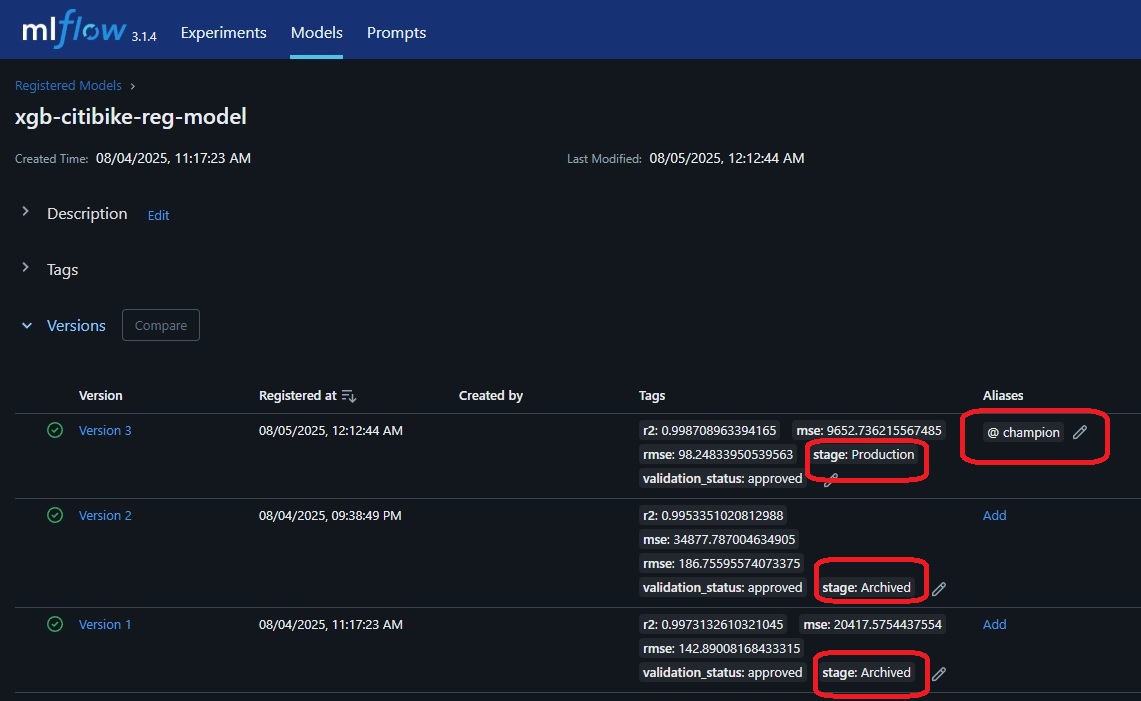 mlflow 3.1.4 Experiments Models Prompts
Registered Models >
xgb-citibike-reg-model
Created Time: 08/04/2025, 11:17:23 AM Last Modified: 08/05/2025, 12:12:44 AM
Description Edit
Tags
Versions Compare
Version Registered at Created by Tags Aliases
Version 3 08/05/2025, 12:12:44 AM r2: 0.998708963394165 mse: 9652.736215567485 @ champion
rmse: 98.24833950539563 stage: Production
validation_status: approved
Version 2 08/04/2025, 09:38:49 PM r2: 0.9953351020812988 Add
mse: 34877.787004634905
rmse: 186.75595574073375
validation_status: approved stage: Archived
Version 1 08/04/2025, 11:17:23 AM r2: 0.9973132610321045 mse: 20417.5754437554 Add
rmse: 142.89008168433315
validation_status: approved stage: Archived